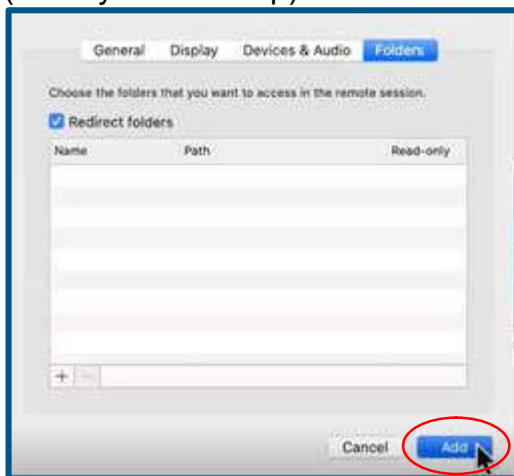 General Display Devices & Audio Folders
Choose the folders that you want to access in the remote session.
Redirect folders
Name Path Read-only
+ -
Cancel Add